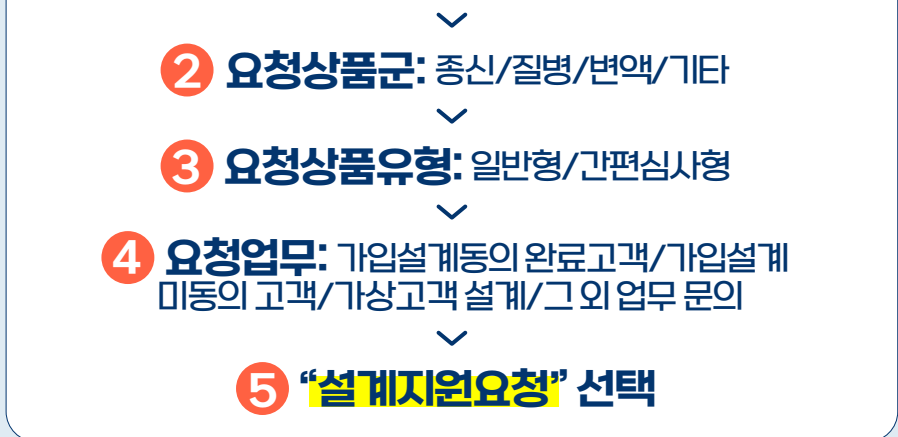 2 요청상품군: 종신/질병/변액/기타
3 요청상품유형: 일반형/간편심사형
4 요청업무: 가입설계동의 완료고객/가입설계
미동의 고객/가상고객 설계/그 외 업무 문의
5 “설계지원요청” 선택